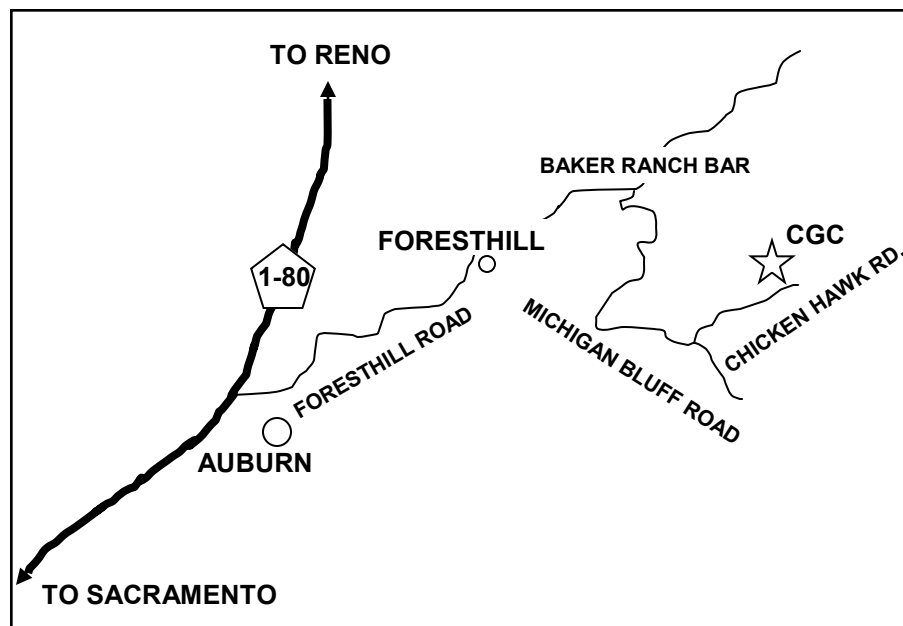 TO RENO
BAKER RANCH BAR
FORESTHILL
CGC
1-80
CHICKEN HAWK RD.
FORESTHILL ROAD
MICHIGAN BLUFF ROAD
AUBURN
TO SACRAMENTO